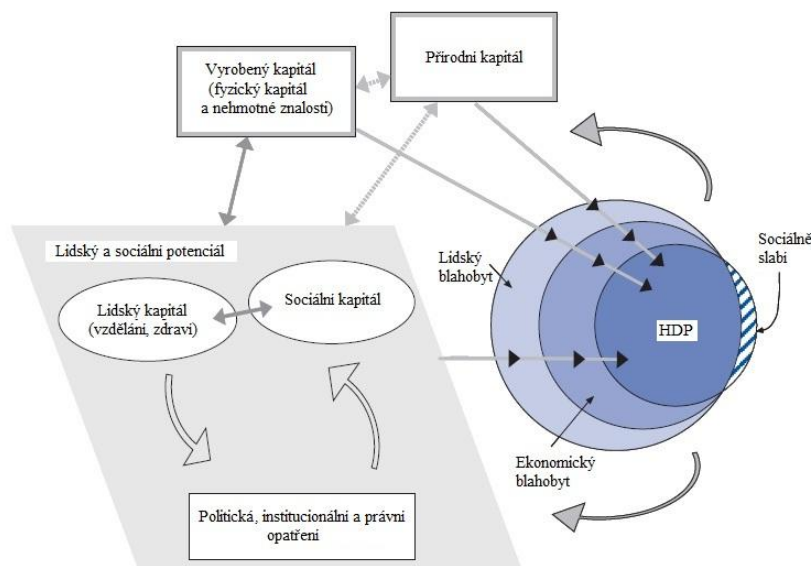 Vyrobený kapitál
(fyzický kapitál
a nehmotné znalosti)
Přírodní kapitál
Lidský a sociální potenciál
Lidský kapitál
(vzdělání, zdraví)
Sociální kapitál
Politická, institucionální a právní
opatření
Lidský
blahobyt
Ekonomický
blahobyt
HDP
Sociálně
slabí